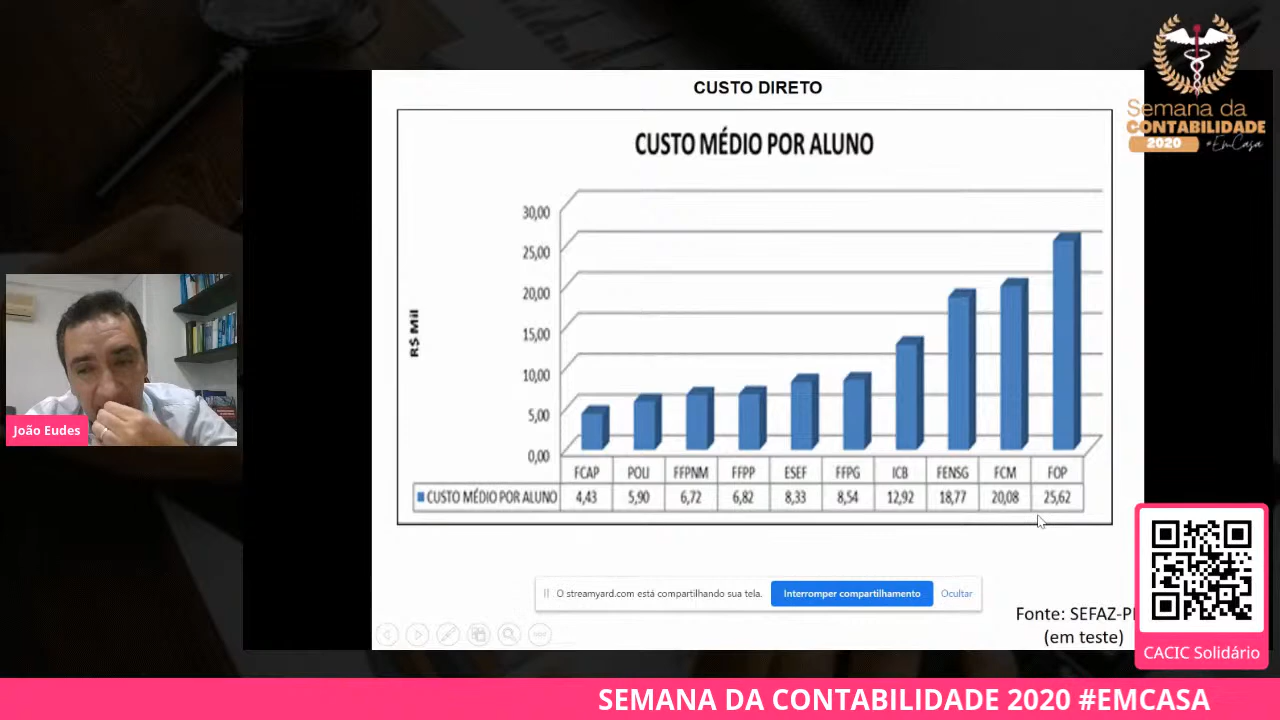 CUSTO DIRETO
Semana da
CONTABILIDADE
2020 #EmCasa
CUSTO MÉDIO POR ALUNO
R$ Mil
30,00
25,00
20,00
15,00
10,00
5,00
0,00
FCAP POLI FFPNM FFPP ESEF FFPG ICB FENSG FCM FOP
CUSTO MÉDIO POR ALUNO 4,43 5,90 6,72 6,82 8,33 8,54 12,92 18,77 20,08 25,62
João Eudes
O streamyard.com está compartilhando sua tela. Interromper compartilhamento Ocultar
Fonte: SEFAZ-P
(em teste)
CACIC Solidário
SEMANA DA CONTABILIDADE 2020 #EMCASA